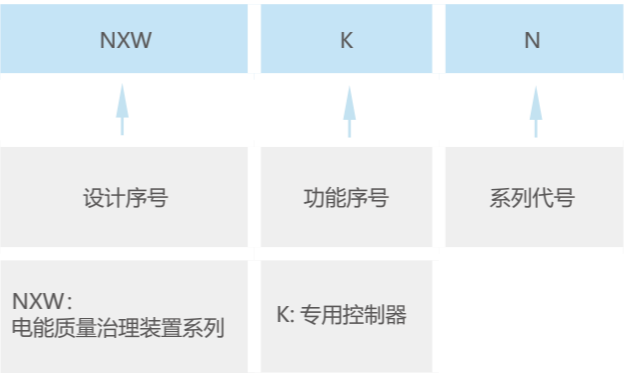 NXW
K
N
设计序号
功能序号
系列代号
NXW：
电能质量治理装置系列
K: 专用控制器